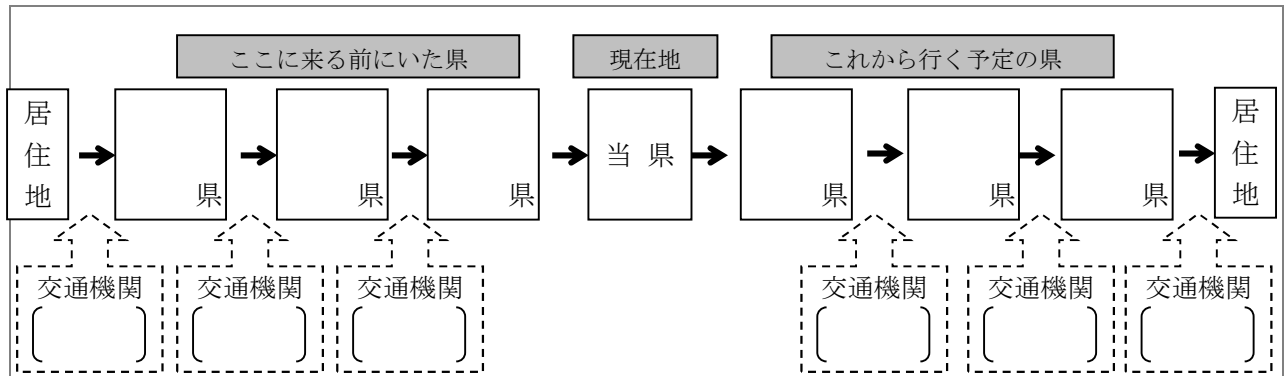 ここに来る前にいた県
現在地
これから行く予定の県
居住地
県
県
県
当 県
県
県
県
居住地
交通機関
交通機関
交通機関
交通機関
交通機関
交通機関